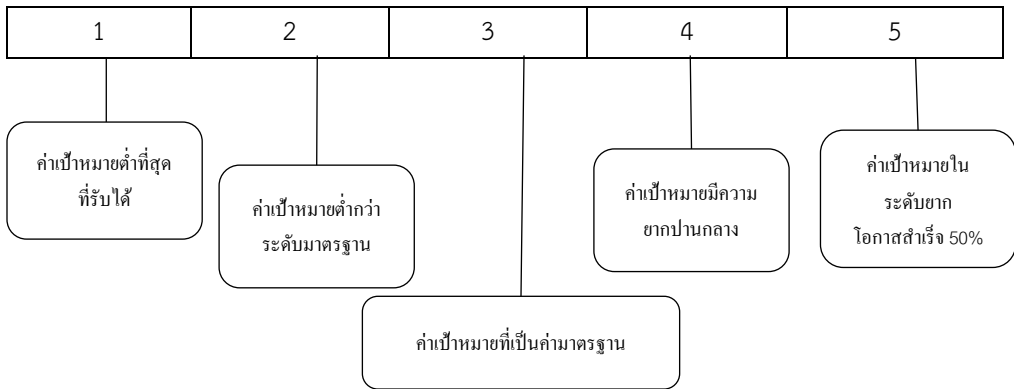 1 2 3 4 5
ค่าเป้าหมายต่ำที่สุด
ที่รับได้
ค่าเป้าหมายต่ำกว่า
ระดับมาตรฐาน
ค่าเป้าหมายที่เป็นค่ามาตรฐาน
ค่าเป้าหมายมีความ
ยากปานกลาง
ค่าเป้าหมายใน
ระดับยาก
โอกาสสำเร็จ 50%